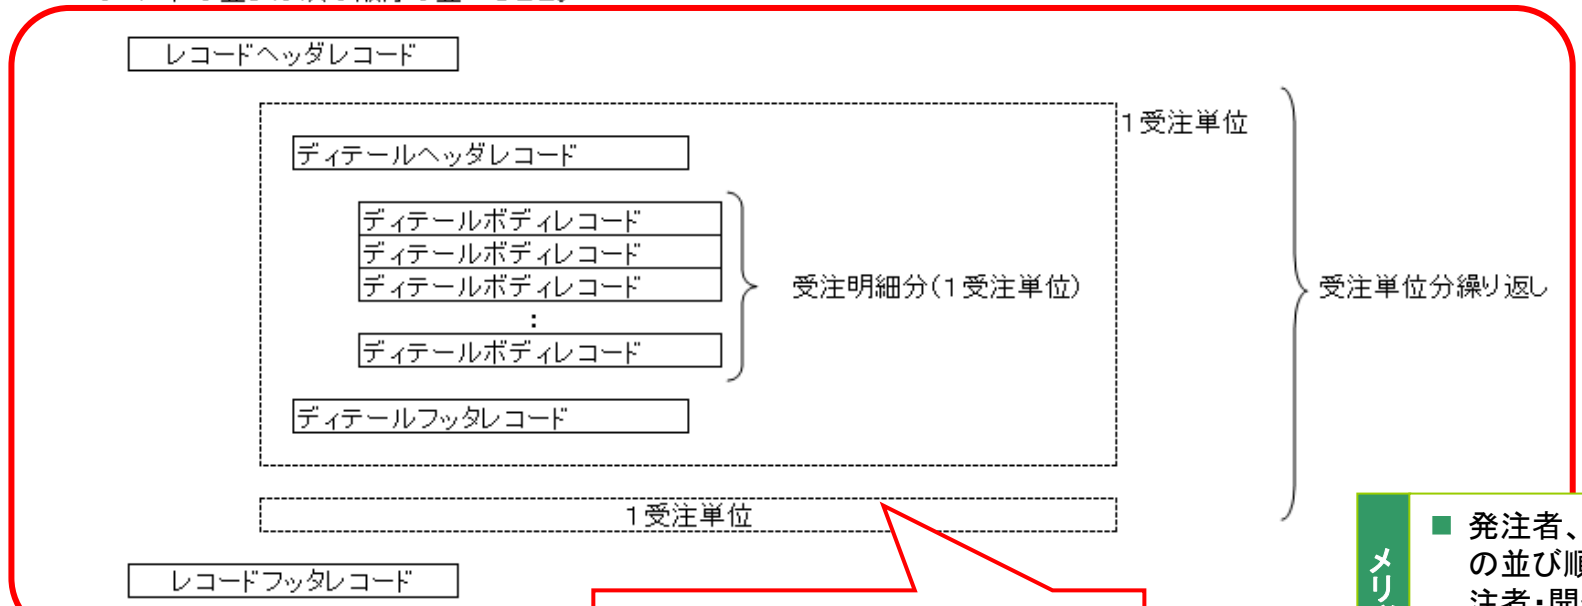 レコードヘッダレコード
1受注単位
ディテールヘッダレコード
ディテールボディレコード
ディテールボディレコード
ディテールボディレコード
受注明細分(1受注単位)
受注単位分繰り返し
:
ディテールボディレコード
ディテールフッタレコード
1受注単位
レコードフッタレコード
メリ
■ 発注者、
の並び順
注者・開